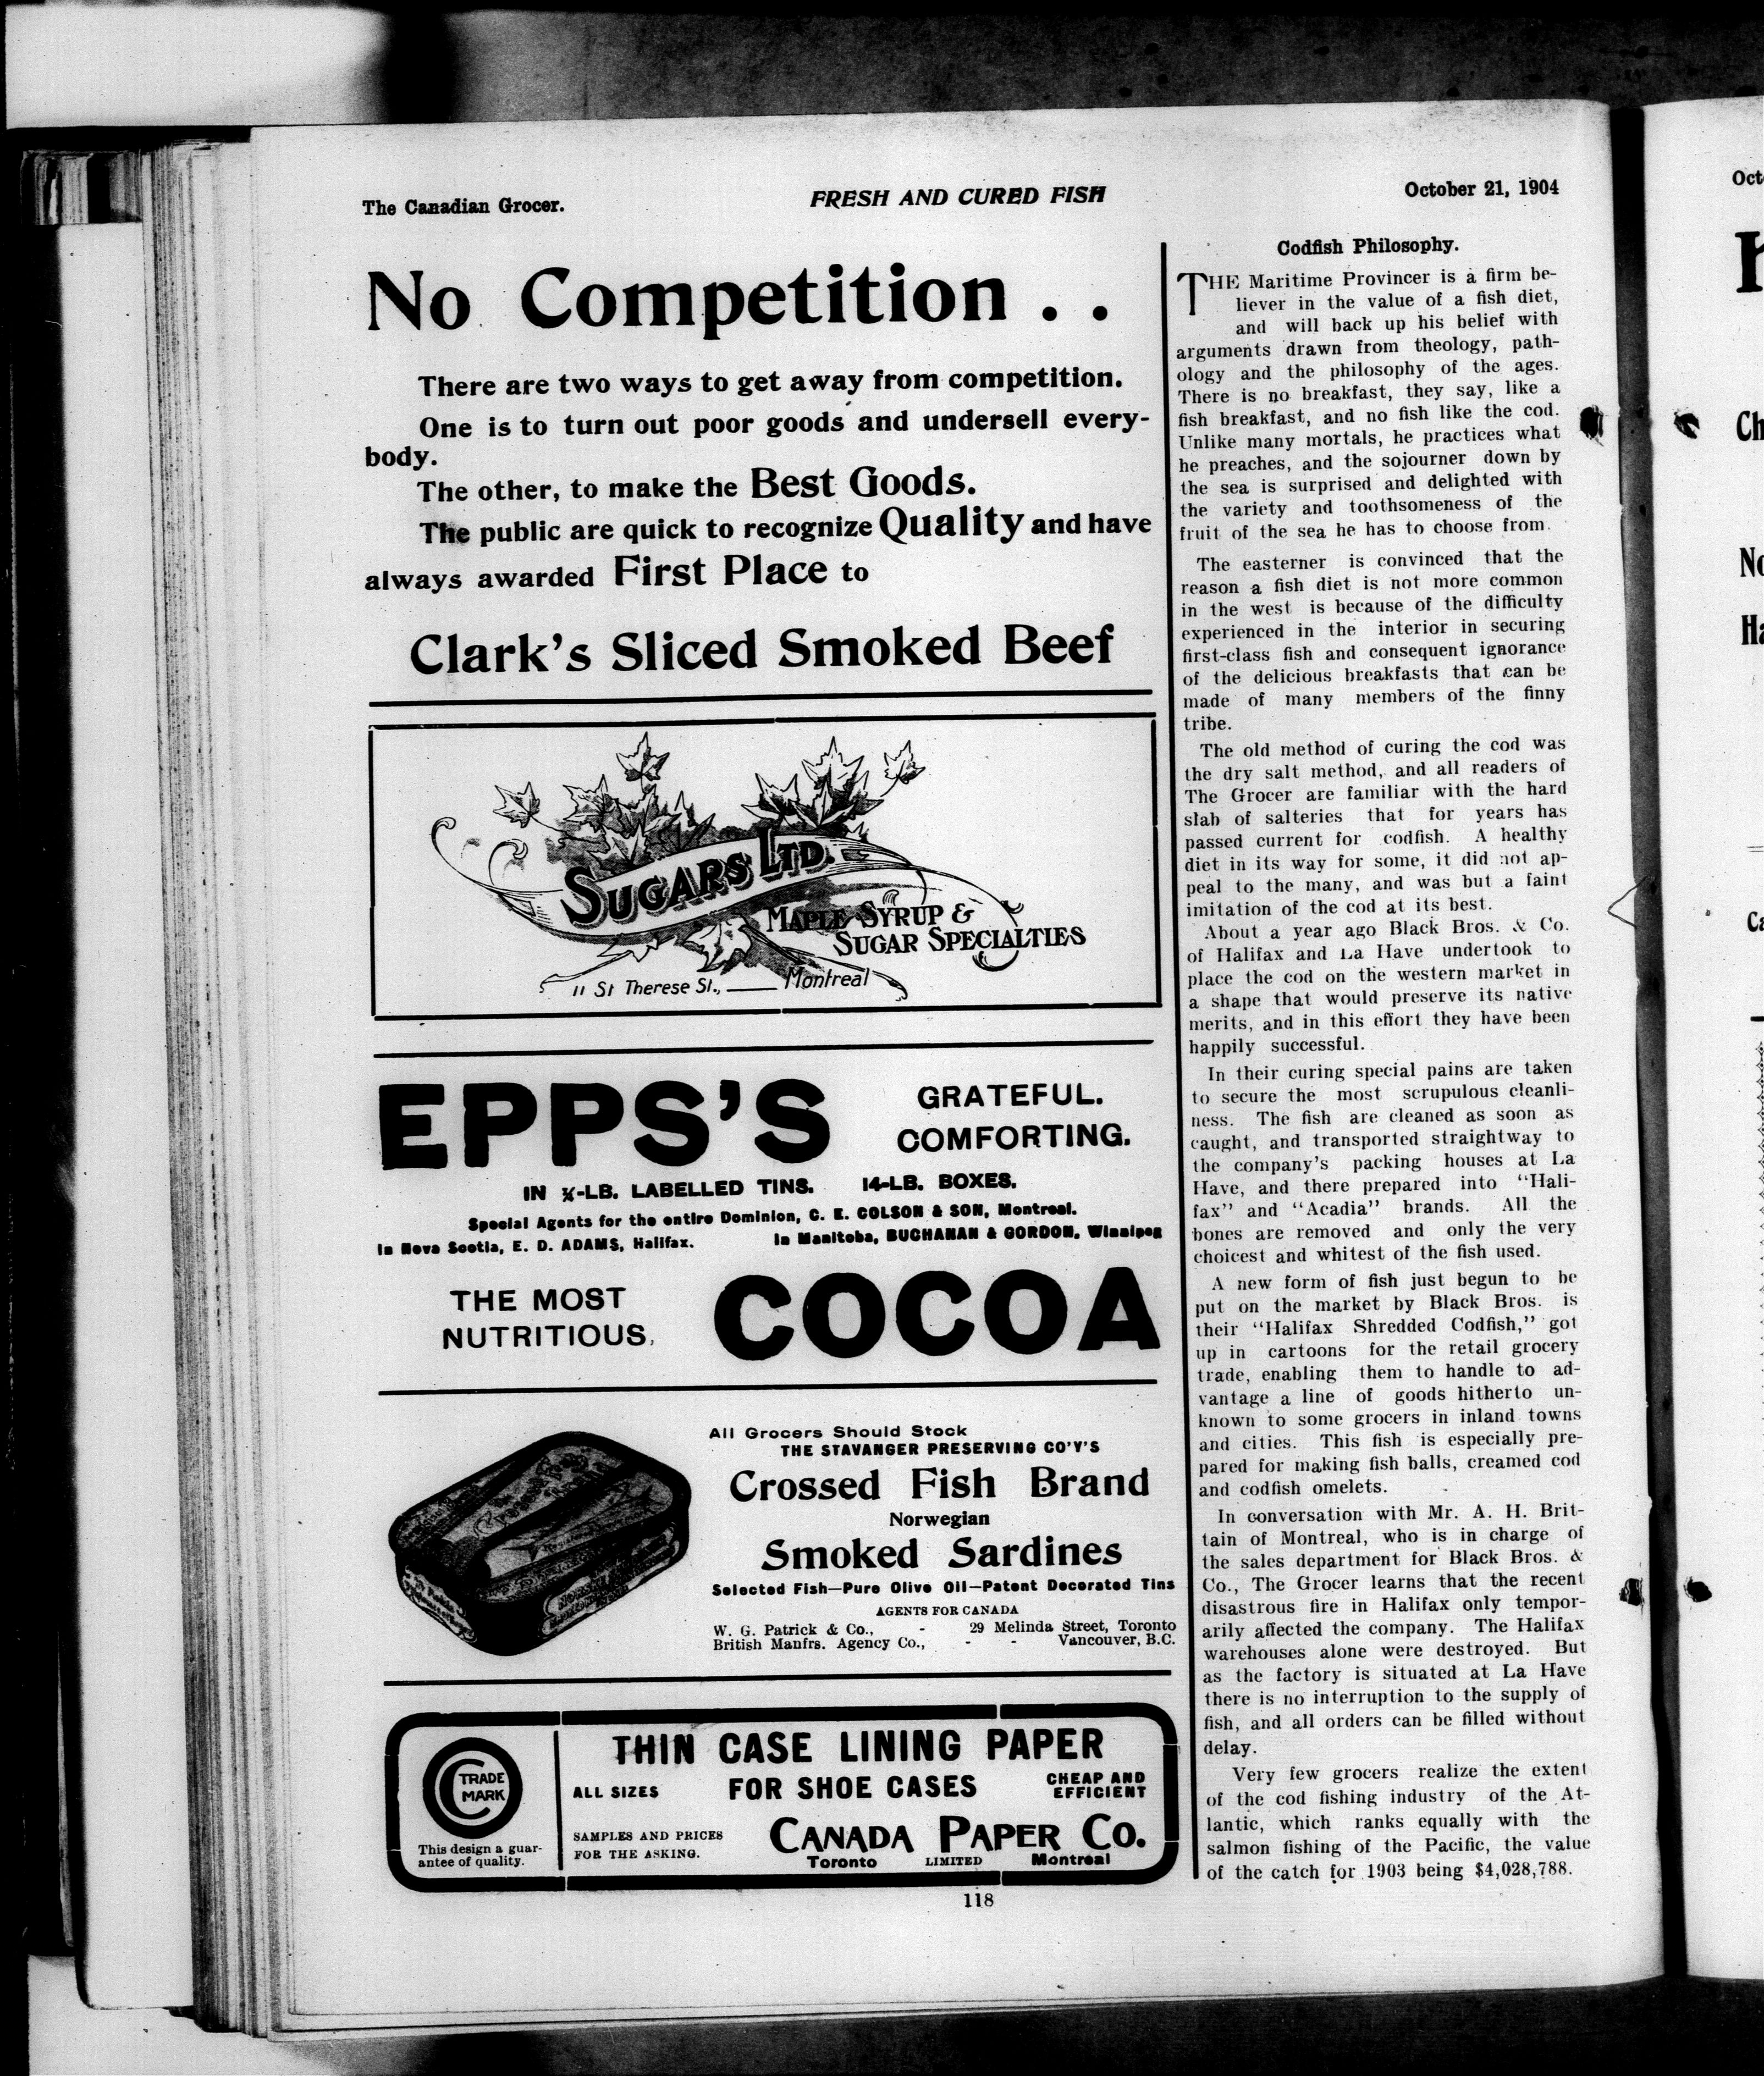 The Canadian Grocer.
FRESH AND CURED FISH
October 21, 1904
No Competition . .
There are two ways to get away from competition.
One is to turn out poor goods and undersell every-
body.
The other, to make the Best Goods.
The public are quick to recognize Quality and have
always awarded First Place to
Clark's Sliced Smoked Beef
SUGARS LTD.
MAPLE SYRUP &
SUGAR SPECIALTIES
11 St Therese St., Montreal
EPPS'S
GRATEFUL.
COMFORTING.
IN ¼-LB. LABELLED TINS. 14-LB. BOXES.
Special Agents for the entire Dominion, C. E. COLSON & SON, Montreal.
In Nova Scotia, E. D. ADAMS, Halifax. In Manitoba, BUCHANAN & GORDON, Winnipeg
THE MOST
NUTRITIOUS.
COCOA
All Grocers Should Stock
THE STAVANGER PRESERVING CO'Y'S
Crossed Fish Brand
Norwegian
Smoked Sardines
Selected Fish—Pure Olive Oil—Patent Decorated Tins
AGENTS FOR CANADA
W. G. Patrick & Co., - 29 Melinda Street, Toronto
British Manfrs. Agency Co., - - Vancouver, B.C.
TRADE
MARK
This design a guar-
antee of quality.
THIN CASE LINING PAPER
ALL SIZES
FOR SHOE CASES
CHEAP AND
EFFICIENT
SAMPLES AND PRICES
FOR THE ASKING.
CANADA PAPER CO.
Toronto LIMITED Montreal
118
Codfish Philosophy.
THE Maritime Provincer is a firm be-
liever in the value of a fish diet,
and will back up his belief with
arguments drawn from theology, path-
ology and the philosophy of the ages.
There is no breakfast, they say, like a
fish breakfast, and no fish like the cod.
Unlike many mortals, he practices what
he preaches, and the sojourner down by
the sea is surprised and delighted with
the variety and toothsomeness of the
fruit of the sea he has to choose from.
The easterner is convinced that the
reason a fish diet is not more common
in the west is because of the difficulty
experienced in the interior in securing
first-class fish and consequent ignorance
of the delicious breakfasts that can be
made of many members of the finny
tribe.
The old method of curing the cod was
the dry salt method, and all readers of
The Grocer are familiar with the hard
slab of salteries that for years has
passed current for codfish. A healthy
diet in its way for some, it did not ap-
peal to the many, and was but a faint
imitation of the cod at its best.
About a year ago Black Bros. & Co.
of Halifax and La Have undertook to
place the cod on the western market in
a shape that would preserve its native
merits, and in this effort they have been
happily successful.
In their curing special pains are taken
to secure the most scrupulous cleanli-
ness. The fish are cleaned as soon as
caught, and transported straightway to
the company's packing houses at La
Have, and there prepared into "Hali-
fax" and "Acadia" brands. All the
bones are removed and only the very
choicest and whitest of the fish used.
A new form of fish just begun to be
put on the market by Black Bros. is
their "Halifax Shredded Codfish," got
up in cartoons for the retail grocery
trade, enabling them to handle to ad-
vantage a line of goods hitherto un-
known to some grocers in inland towns
and cities. This fish is especially pre-
pared for making fish balls, creamed cod
and codfish omelets.
In conversation with Mr. A. H. Brit-
tain of Montreal, who is in charge of
the sales department for Black Bros. &
Co., The Grocer learns that the recent
disastrous fire in Halifax only tempor-
arily affected the company. The Halifax
warehouses alone were destroyed. But
as the factory is situated at La Have
there is no interruption to the supply of
fish, and all orders can be filled without
delay.
Very few grocers realize the extent
of the cod fishing industry of the At-
lantic, which ranks equally with the
salmon fishing of the Pacific, the value
of the catch for 1903 being $4,028,788.